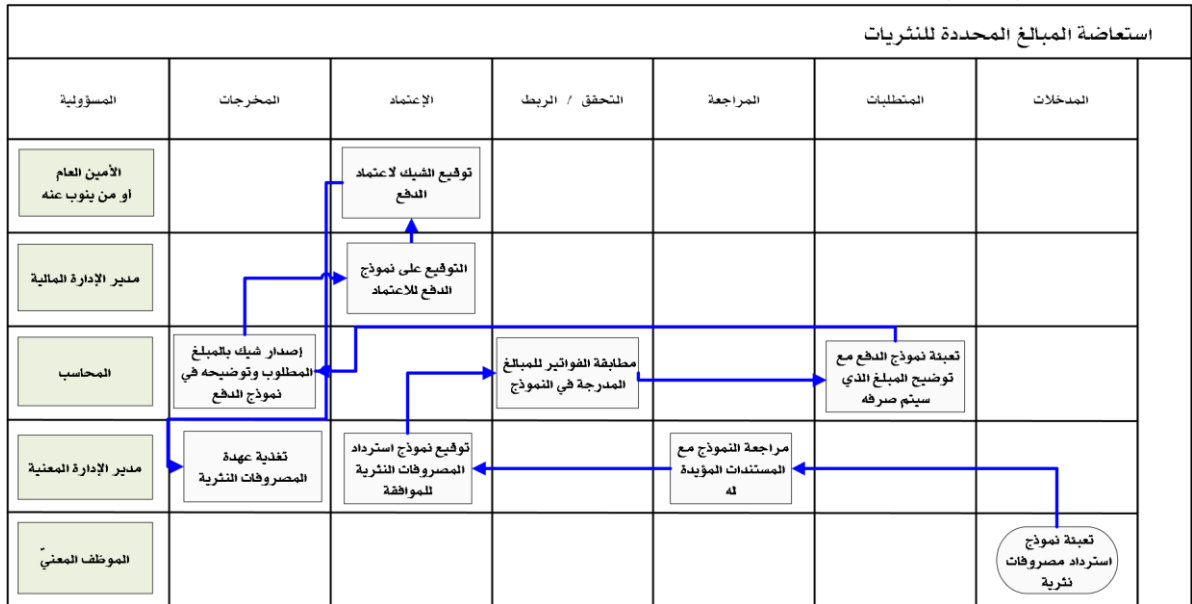 استعاضة المبالغ المحددة للنثريات
المدخلات
المتطلبات
المراجعة
التحقق / الربط
الإعتماد
المخرجات
المسؤولية
توقيع الشيك لاعتماد
الدفع
الأمين العام
او من ينوب عنه
التوقيع على نموذج
الدفع للاعتماد
مدير الإدارة المالية
تعبئة نموذج الدفع مع
توضيح المبلغ الذي
سيتم صرفه
مطابقة الفواتير للمبالغ
المدرجة في النموذج
إصدار شيك بالمبلغ
المطلوب وتوضيحه في
نموذج الدفع
المحاسب
مراجعة النموذج مع
المستندات المؤيدة
له
توقيع نموذج استرداد
المصروفات النثرية
للموافقة
تغذية عهدة
المصروفات النثرية
مدير الإدارة المعنية
تعبئة نموذج
استرداد مصروفات
نثرية
الموظف المعنيّ